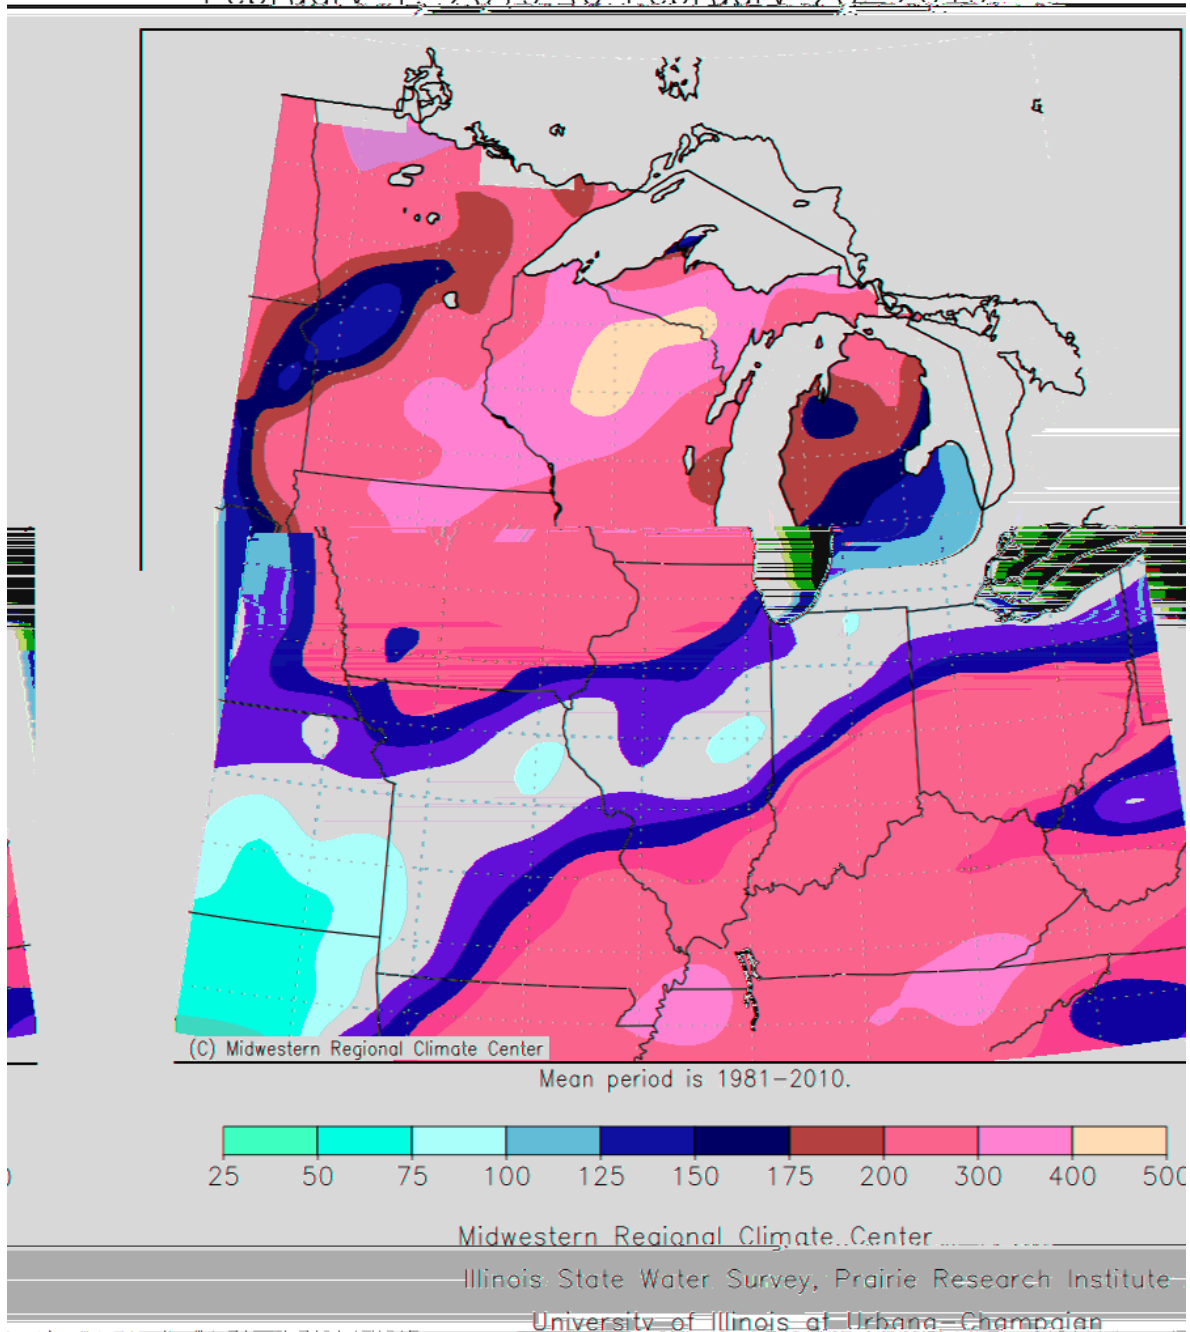 (C) Midwestern Regional Climate Center
Mean period is 1981-2010.
25 50 75 100 125 150 175 200 300 400 500
Midwestern Regional Climate Center
Illinois State Water Survey, Prairie Research Institute
University of Illinois at Urbana-Champaign